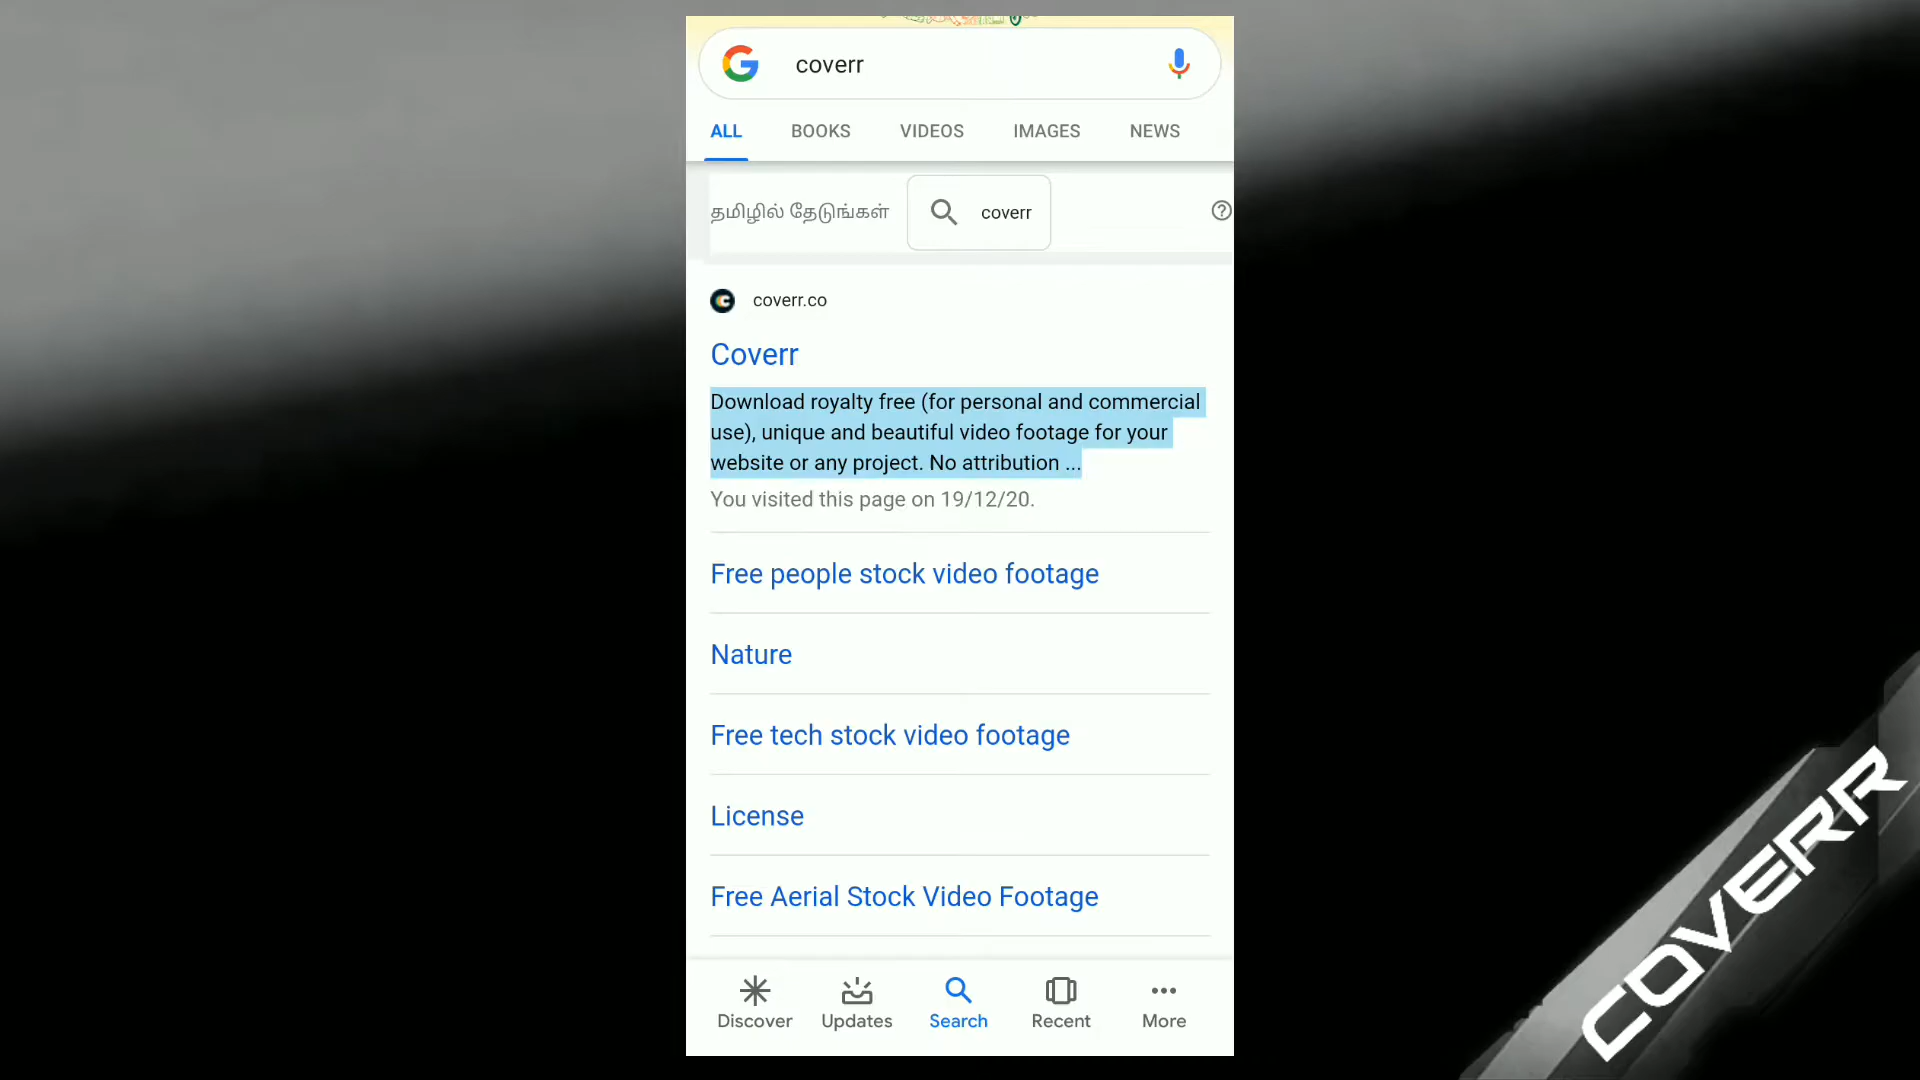 coverr
ALL BOOKS VIDEOS IMAGES NEWS
தமிழில் தேடுங்கள் coverr
coverr.co
Coverr
Download royalty free (for personal and commercial
use), unique and beautiful video footage for your
website or any project. No attribution ...
You visited this page on 19/12/20.
Free people stock video footage
Nature
Free tech stock video footage
License
Free Aerial Stock Video Footage
Discover Updates Search Recent More
COVERR